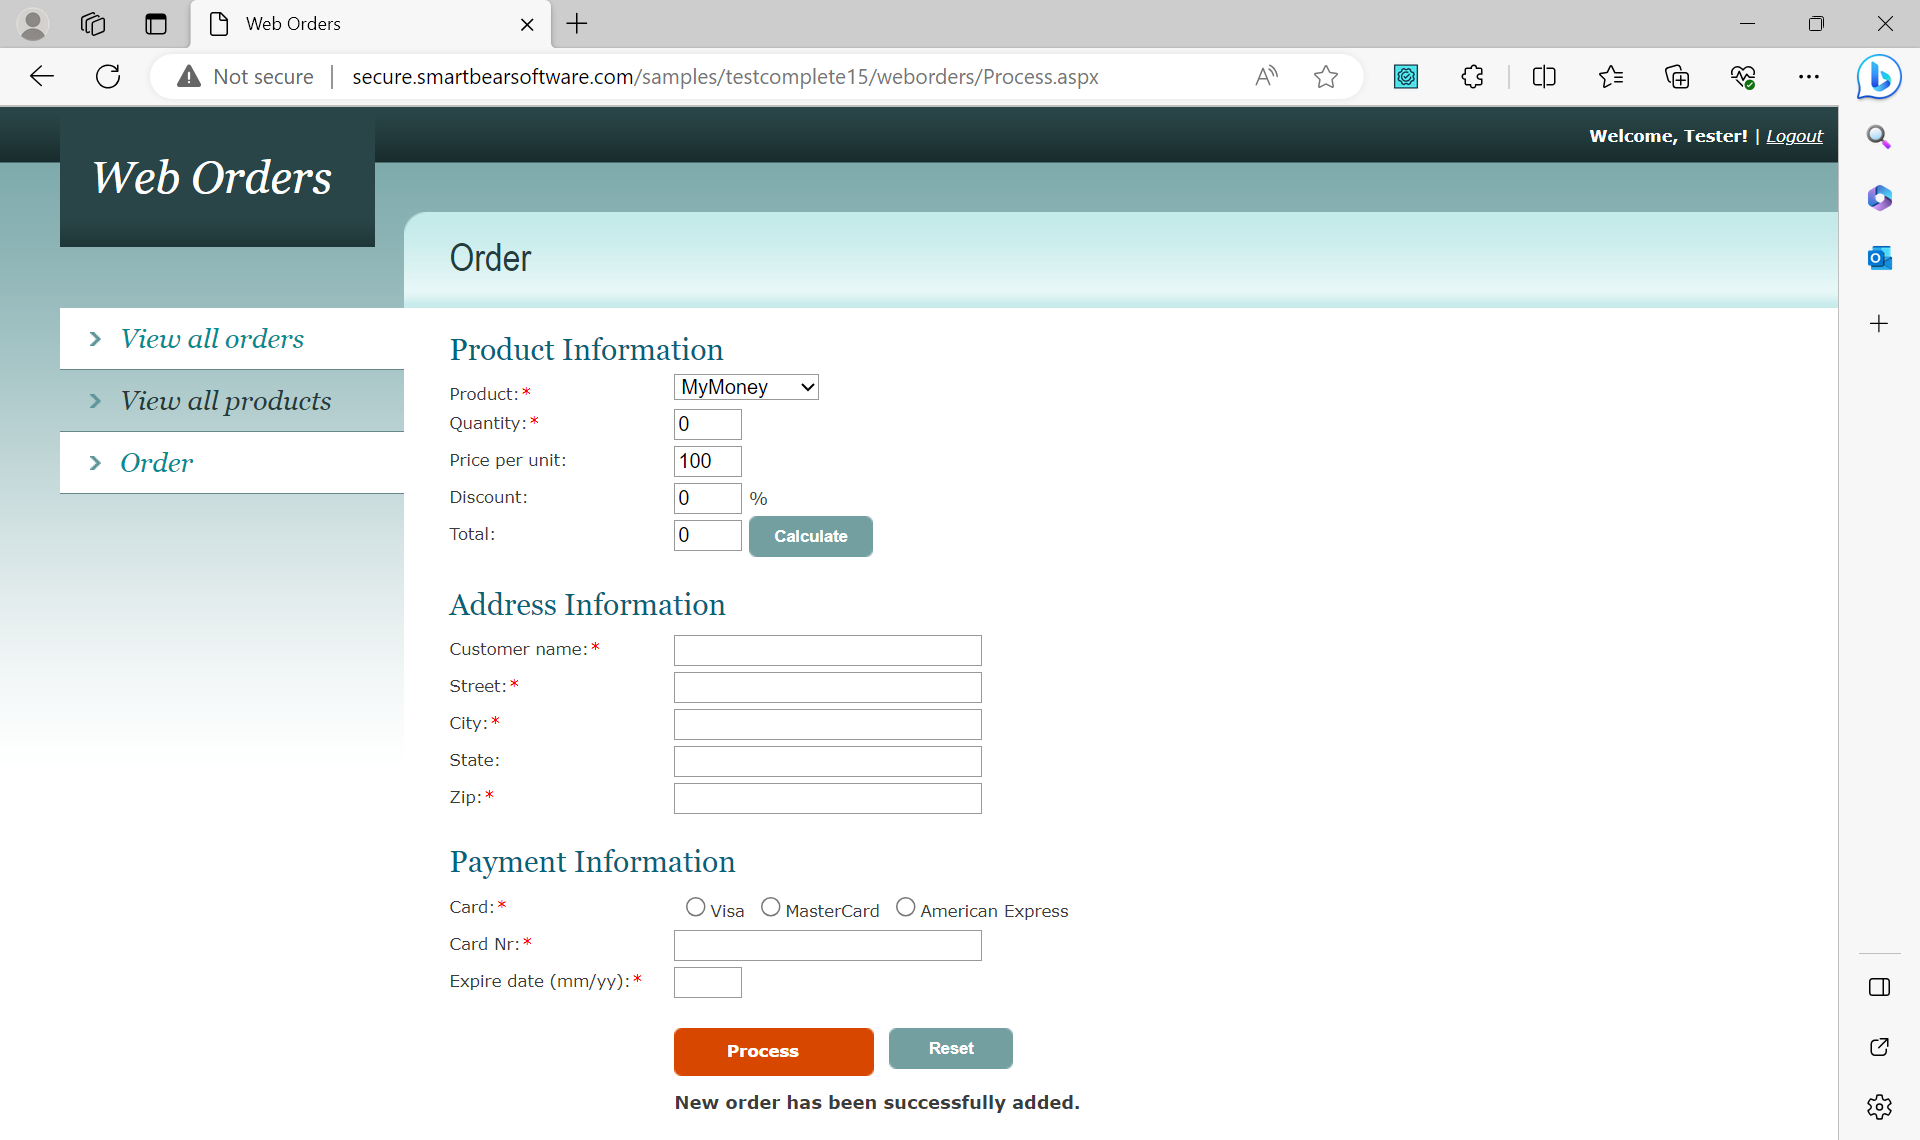 Web Orders
Not secure
secure.smartbearsoftware.com/samples/testcomplete15/weborders/Process.aspx
Welcome, Tester! | Logout
Web Orders
Order
View all orders
View all products
Order
Product Information
Product:* MyMoney
Quantity:* 0
Price per unit: 100
Discount: 0 %
Total: 0 Calculate
Address Information
Customer name:*
Street:*
City:*
State:
Zip:*
Payment Information
Card:* Visa MasterCard American Express
Card Nr:*
Expire date (mm/yy):*
Process Reset
New order has been successfully added.